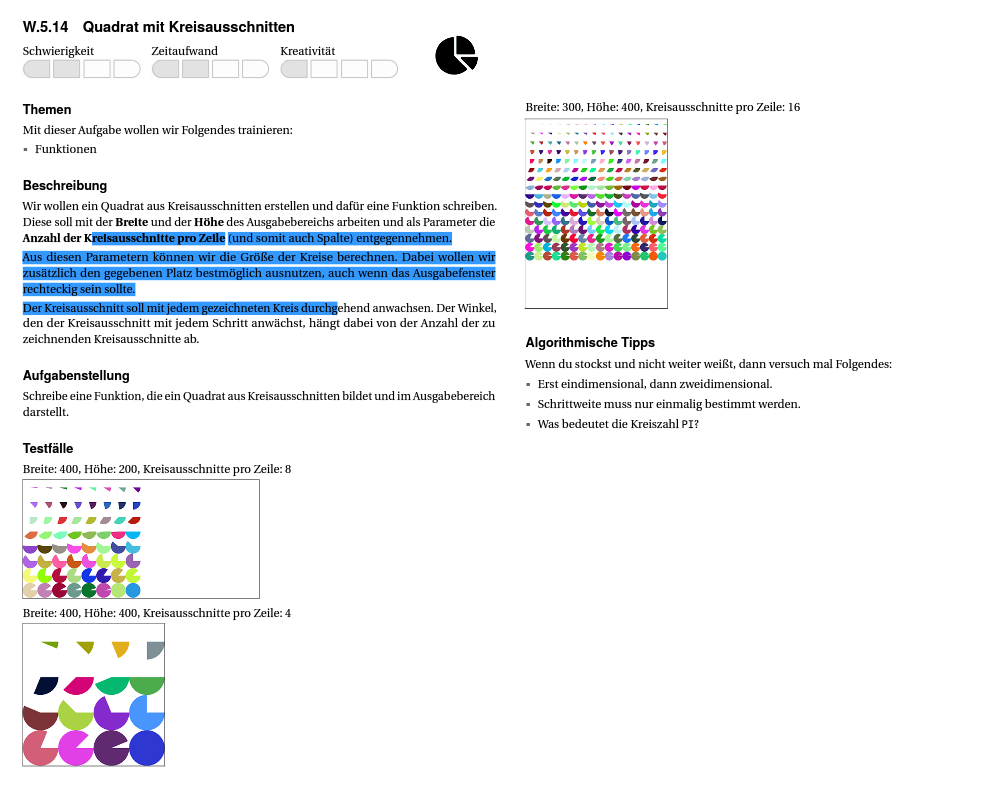 W.5.14 Quadrat mit Kreisausschnitten
Schwierigkeit
Zeitaufwand
Kreativität
Themen
Mit dieser Aufgabe wollen wir Folgendes trainieren:
▪ Funktionen
Beschreibung
Wir wollen ein Quadrat aus Kreisausschnitten erstellen und dafür eine Funktion schreiben.
Diese soll mit der Breite und der Höhe des Ausgabebereichs arbeiten und als Parameter die
Anzahl der Kreisausschnitte pro Zeile (und somit auch Spalte) entgegennehmen.
Aus diesen Parametern können wir die Größe der Kreise berechnen. Dabei wollen wir
zusätzlich den gegebenen Platz bestmöglich ausnutzen, auch wenn das Ausgabefenster
rechteckig sein sollte.
Der Kreisausschnitt soll mit jedem gezeichneten Kreis durchgehend anwachsen. Der Winkel,
den der Kreisausschnitt mit jedem Schritt anwächst, hängt dabei von der Anzahl der zu
zeichnenden Kreisausschnitte ab.
Aufgabenstellung
Schreibe eine Funktion, die ein Quadrat aus Kreisausschnitten bildet und im Ausgabebereich
darstellt.
Testfälle
Breite: 400, Höhe: 200, Kreisausschnitte pro Zeile: 8
Breite: 400, Höhe: 400, Kreisausschnitte pro Zeile: 4
Breite: 300, Höhe: 400, Kreisausschnitte pro Zeile: 16
Algorithmische Tipps
Wenn du stockst und nicht weiter weißt, dann versuch mal Folgendes:
▪ Erst eindimensional, dann zweidimensional.
▪ Schrittweite muss nur einmalig bestimmt werden.
▪ Was bedeutet die Kreiszahl PI?